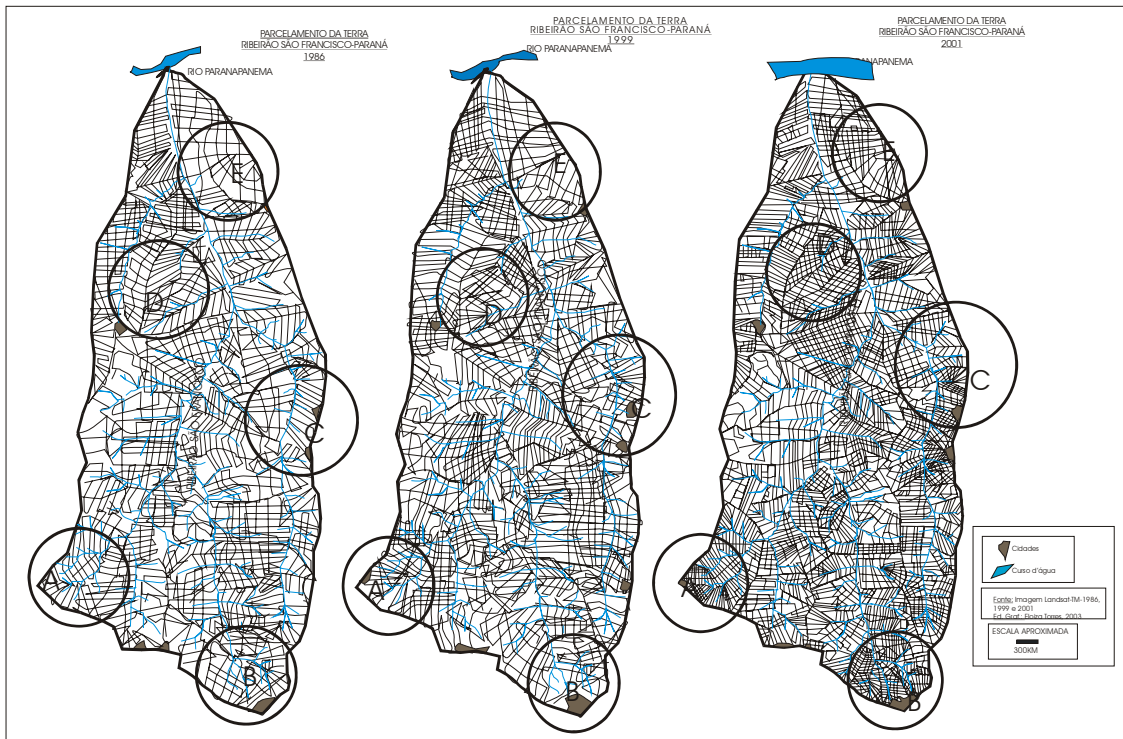 PARCELAMENTO DA TERRA
RIBEIRÃO SÃO FRANCISCO-PARANÁ
1986
RIO PARANAPANEMA
E
D
C
A
B
PARCELAMENTO DA TERRA
RIBEIRÃO SÃO FRANCISCO-PARANÁ
1999
RIO PARANAPANEMA
E
D
C
A
B
PARCELAMENTO DA TERRA
RIBEIRÃO SÃO FRANCISCO-PARANÁ
2001
E
D
C
A
B
Cidades
Curso d'água
Fonte: Imagem Landsat-TM-1986,
1999 e 2001
Ed. Graf.: Eloiza Torres, 2003
ESCALA APROXIMADA
300KM